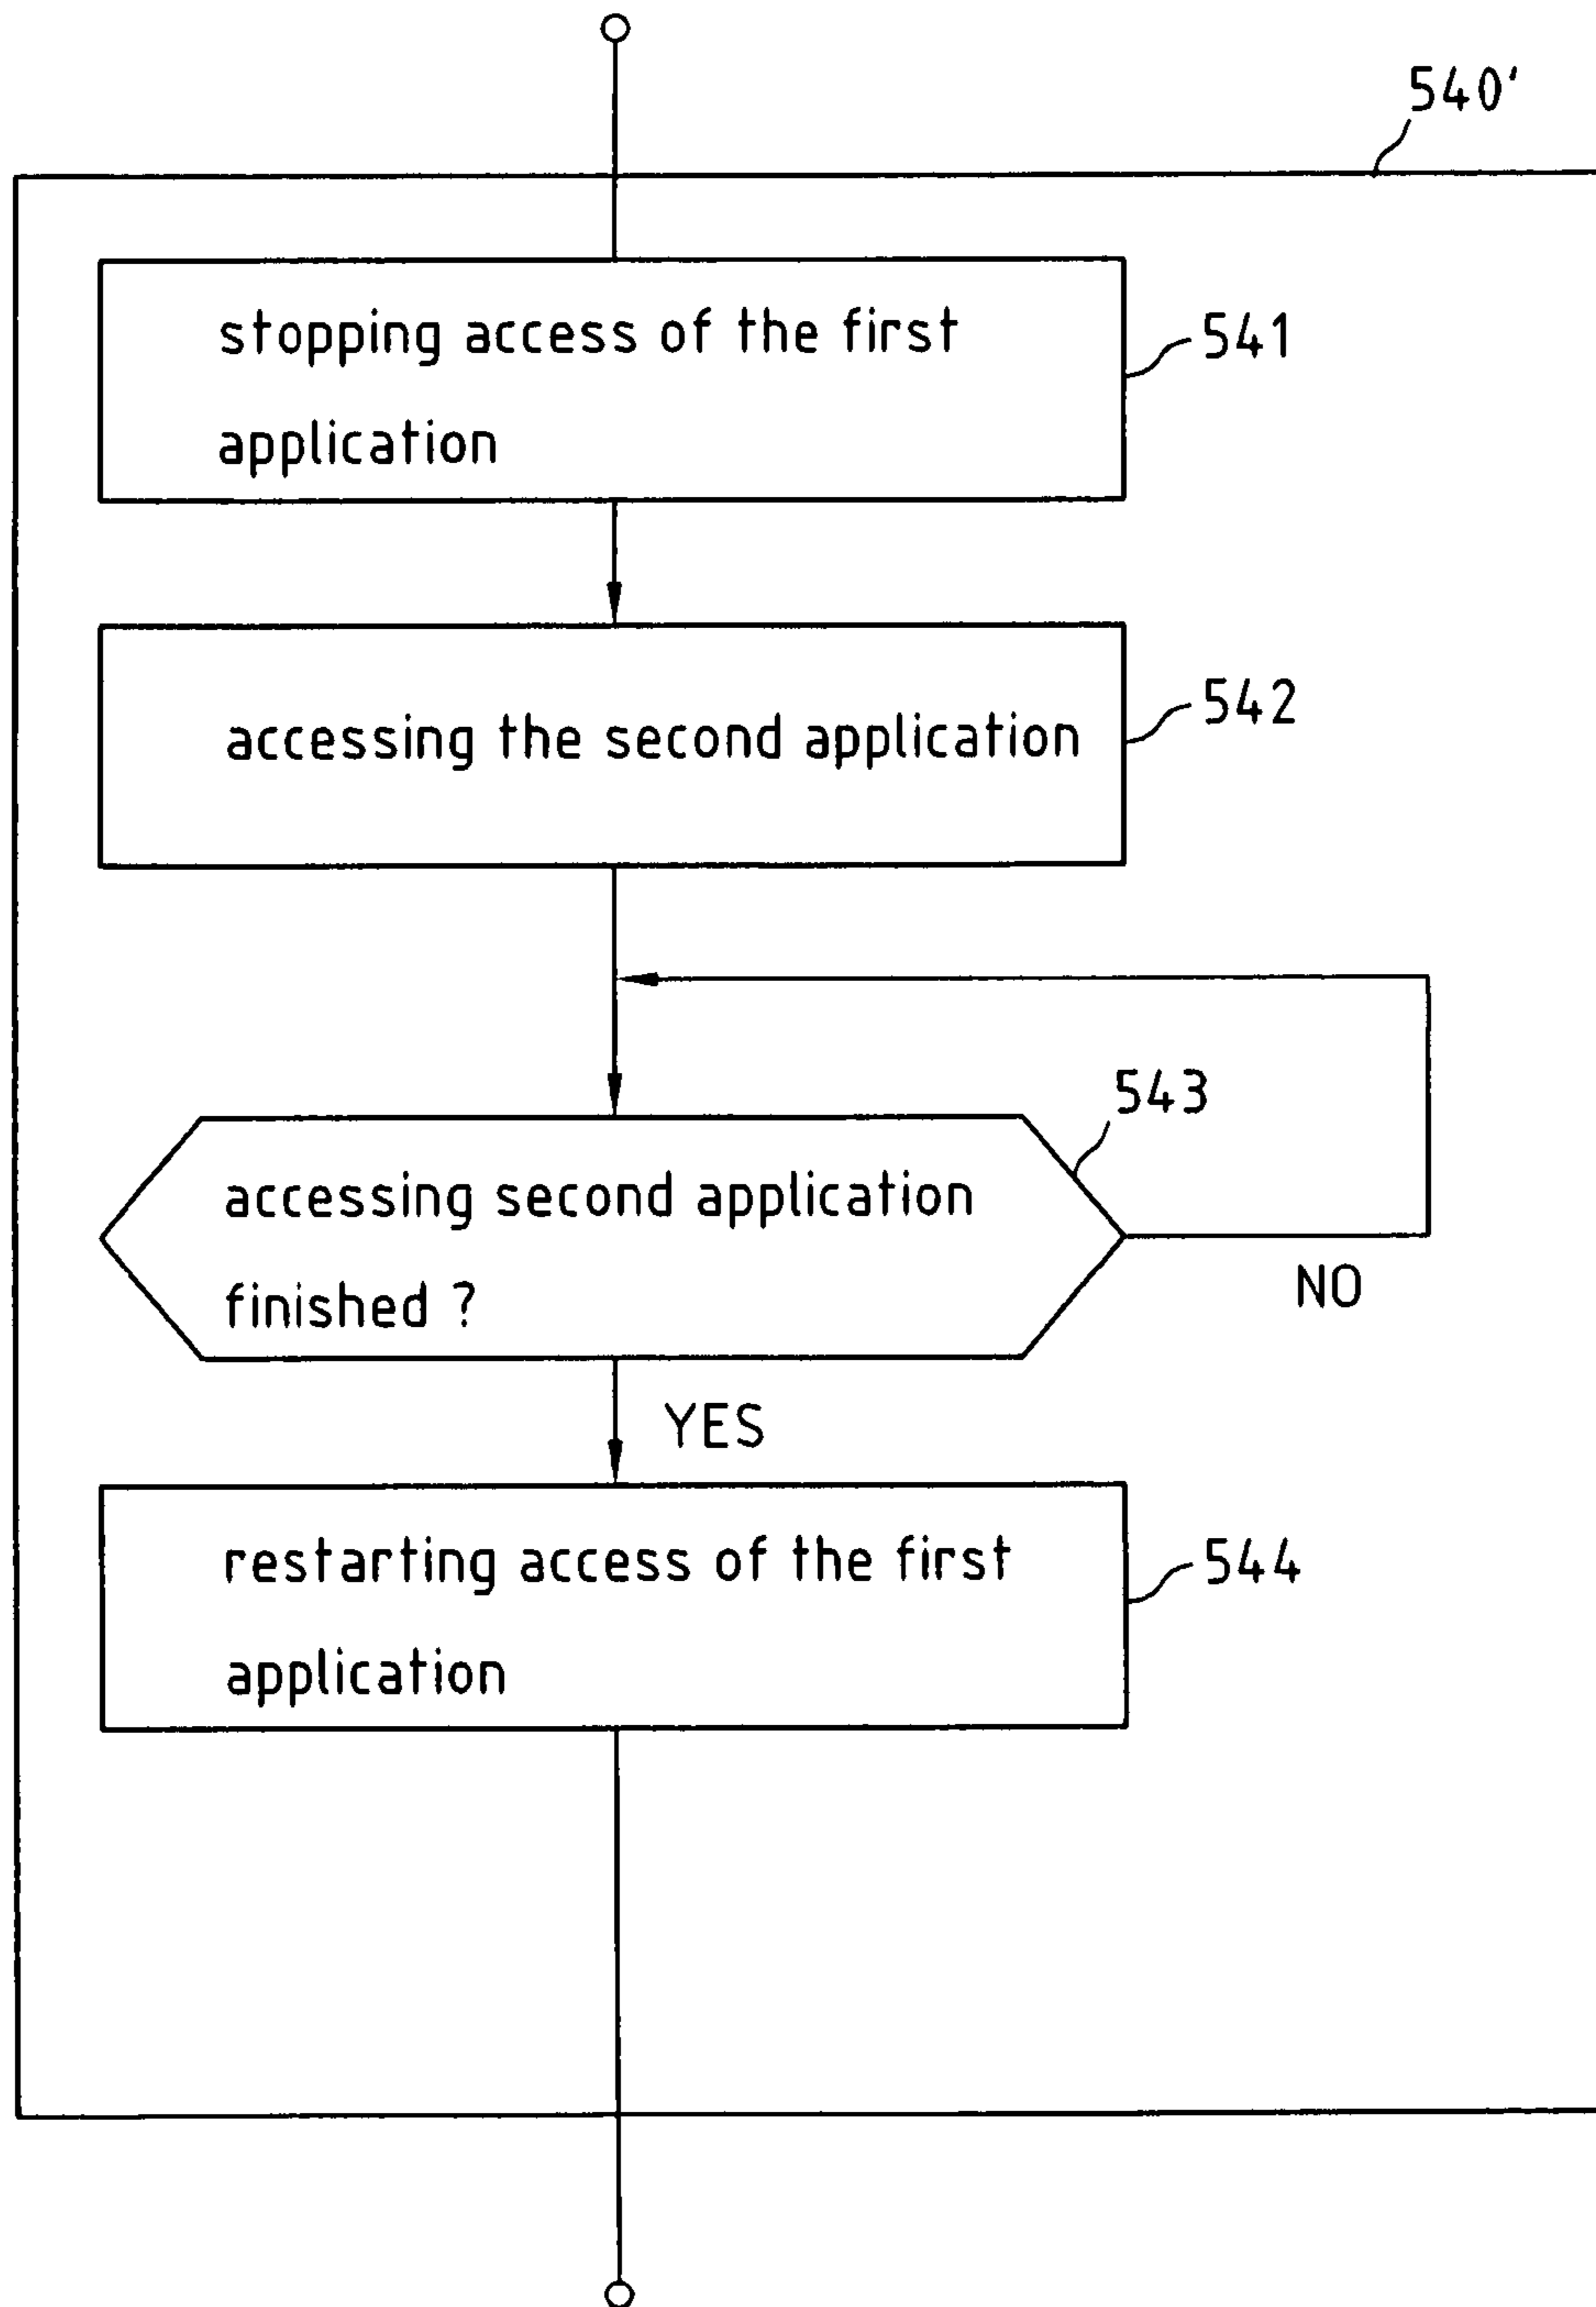 540'
stopping access of the first
application
541
accessing the second application
542
543
accessing second application
finished ?
NO
YES
restarting access of the first
application
544